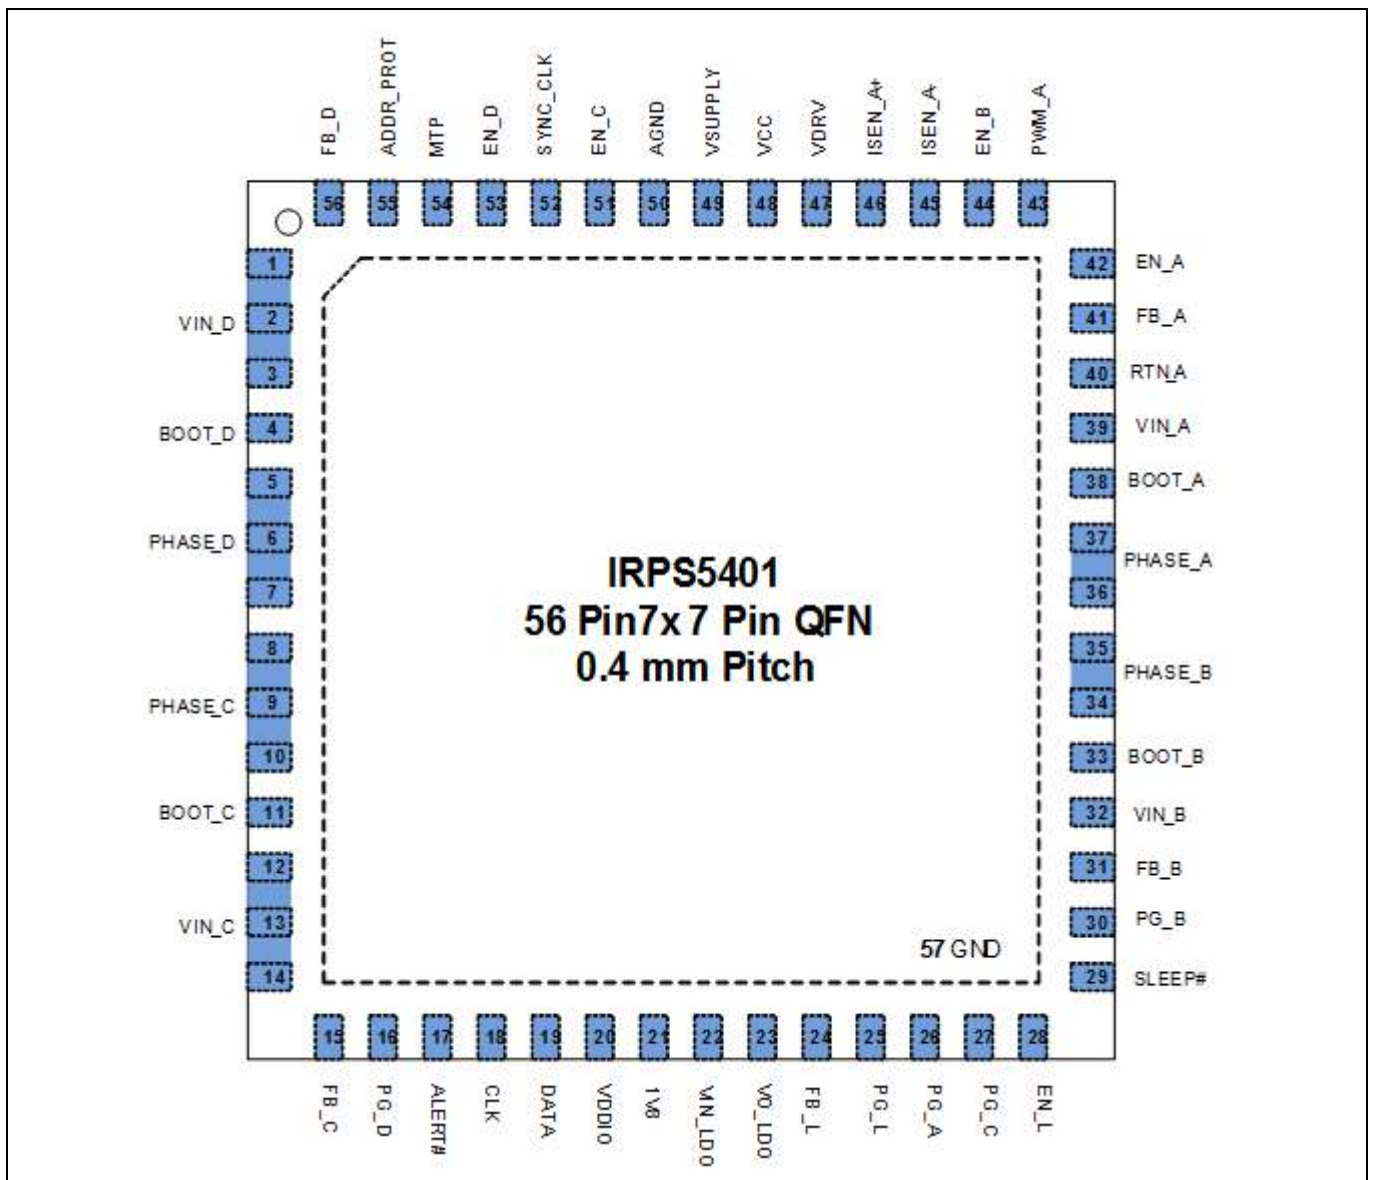 FB_D
ADDR_PROT
MTP
EN_D
SYNC_CLK
EN_C
AGND
VSUPPLY
VCC
VDRV
ISEN_A+
ISEN_A-
EN_B
PWM_A
56
55
54
53
52
51
50
49
48
47
46
45
44
43
1
VIN_D
2
3
BOOT_D
4
5
PHASE_D
6
7
8
PHASE_C
9
10
BOOT_C
11
12
VIN_C
13
14
42
EN_A
41
FB_A
40
RTN_A
39
VIN_A
38
BOOT_A
37
PHASE_A
36
35
PHASE_B
34
33
BOOT_B
32
VIN_B
31
FB_B
30
PG_B
29
SLEEP#
IRPS5401
56 Pin7x 7 Pin QFN
0.4 mm Pitch
57 GND
15
16
17
18
19
20
21
22
23
24
25
26
27
28
FB_C
PG_D
ALERT#
CLK
DATA
VDDIO
1V8
VIN_LDO
VO_LDO
FB_L
PG_L
PG_A
PG_C
EN_L